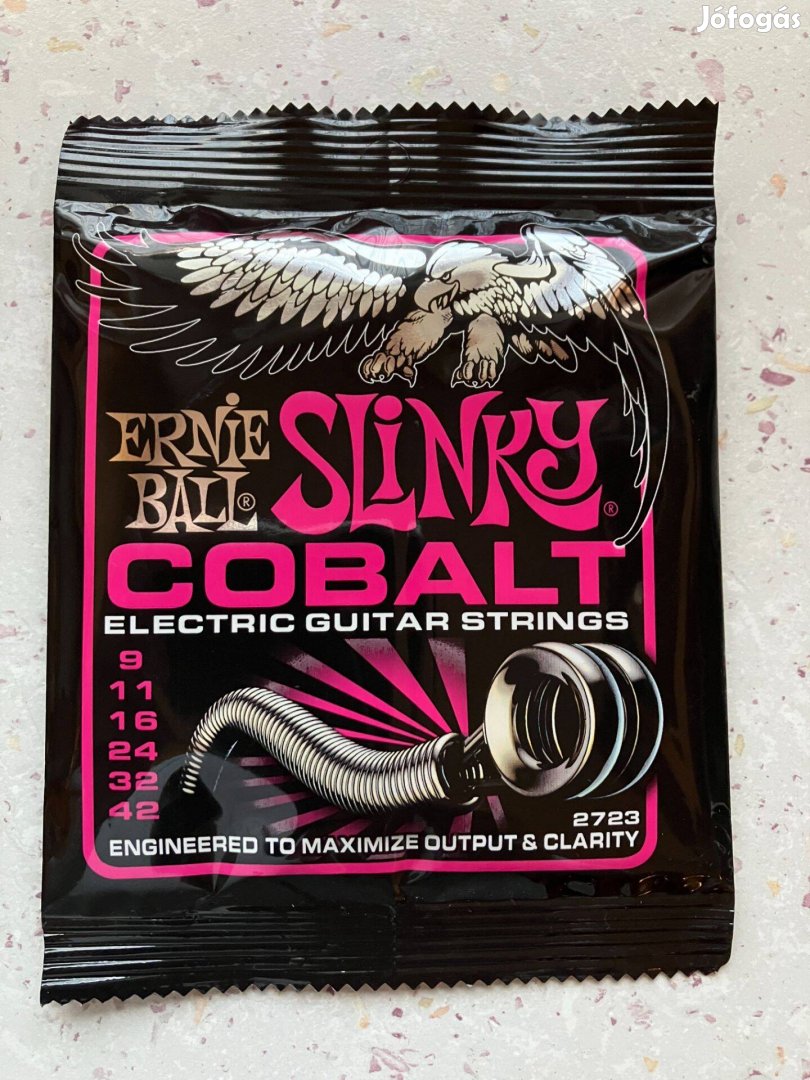 Jófogás
ERNiE
BALL®
SLiNKY®
COBALT
ELECTRIC GUITAR STRINGS
9
11
16
24
32
42
2723
ENGINEERED TO MAXIMIZE OUTPUT & CLARITY